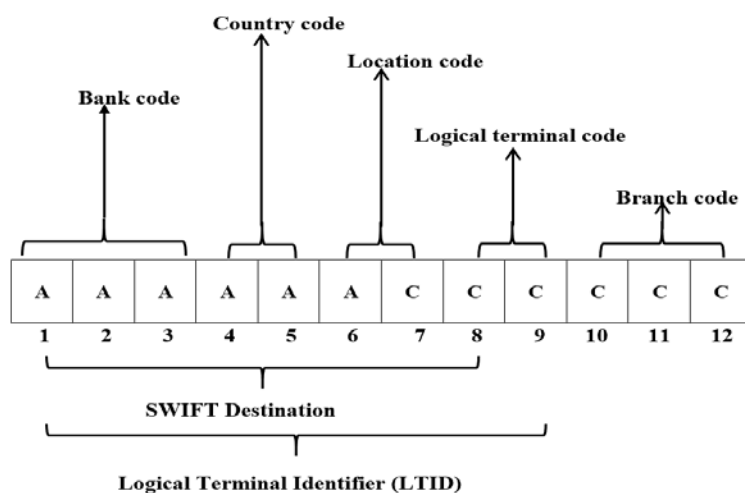 Country code
Location code
Bank code
Logical terminal code
Branch code
A A A A A A C C C C C C
1 2 3 4 5 6 7 8 9 10 11 12
SWIFT Destination
Logical Terminal Identifier (LTID)